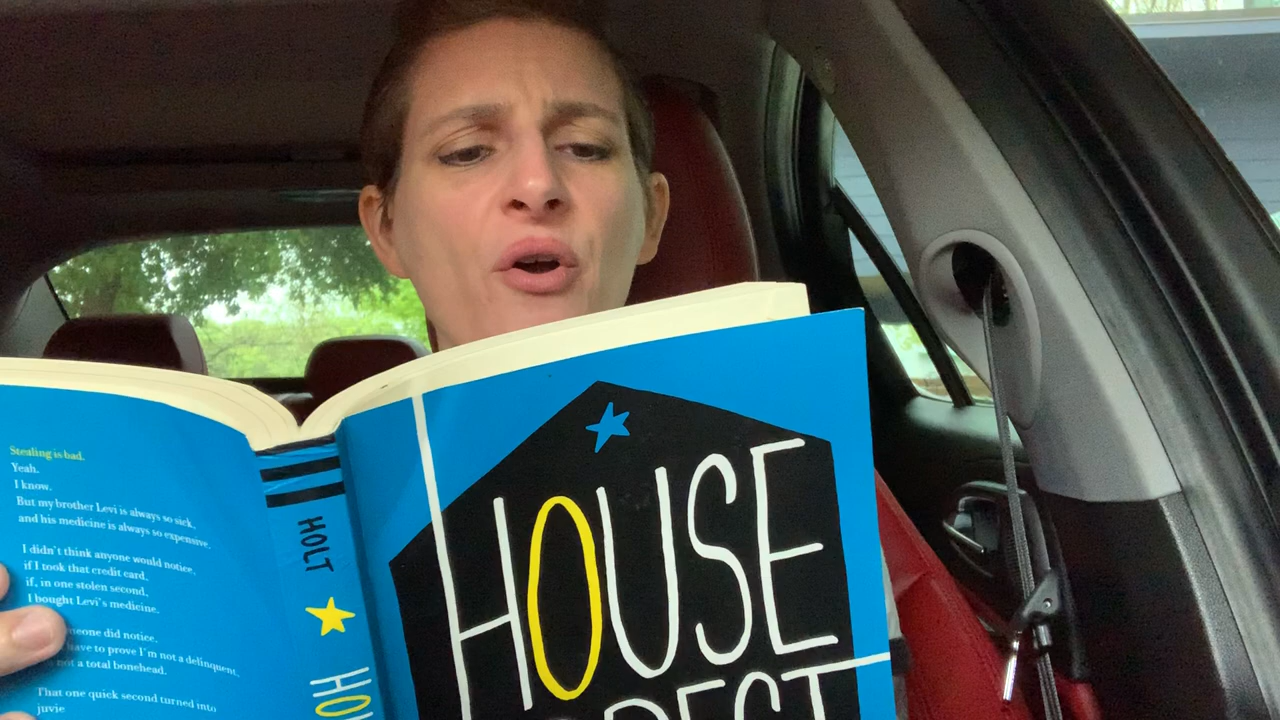 Stealing is bad.
Yeah.
I know.
But my brother Levi is always so sick,
and his medicine is always so expensive.
I didn't think anyone would notice,
if I took that credit card,
if, in one stolen second,
I bought Levi's medicine.
meone did notice.
have to prove I'm not a delinquent,
not a total bonehead.
That one quick second turned into
juvie
HOLT
HO
HOUSE
REST